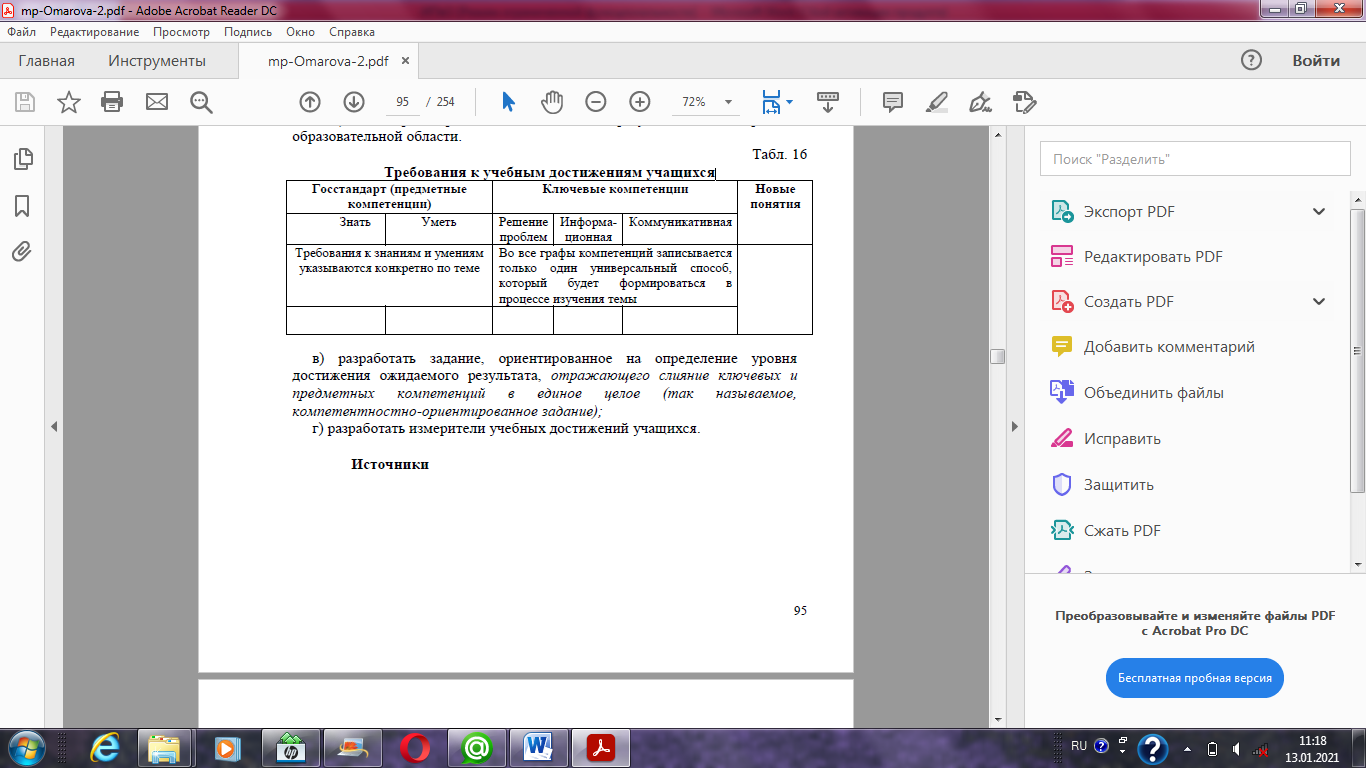 mp-Omarova-2.pdf - Adobe Acrobat Reader DC
Файл Редактирование Просмотр Подпись Окно Справка
Главная Инструменты mp-Omarova-2.pdf × Войти
95 / 254 72%
образовательной области.
Табл. 16
Требования к учебным достижениям учащихся
Госстандарт (предметные компетенции) Ключевые компетенции Новые понятия
Знать Уметь Решение проблем Информа-ционная Коммуникативная
Требования к знаниям и умениям
указываются конкретно по теме
Во все графы компетенций записывается
только один универсальный способ,
который будет формироваться в
процессе изучения темы
в) разработать задание, ориентированное на определение уровня
достижения ожидаемого результата, отражающего слияние ключевых и
предметных компетенций в единое целое (так называемое,
компетентностно-ориентированное задание);
г) разработать измерители учебных достижений учащихся.
Источники
95
Поиск "Разделить"
Экспорт PDF
Редактировать PDF
Создать PDF
Добавить комментарий
Объединить файлы
Исправить
Защитить
Сжать PDF
Преобразовывайте и изменяйте файлы PDF
с Acrobat Pro DC
Бесплатная пробная версия
RU
11:18
13.01.2021